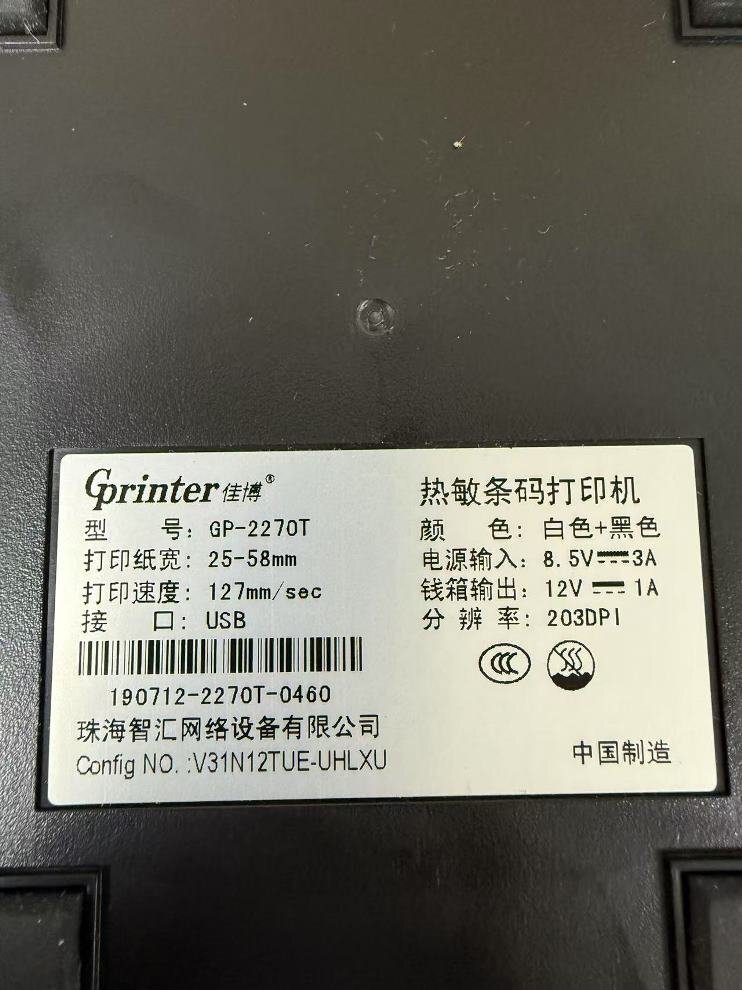 Gprinter佳博®
热敏条码打印机
型 号: GP-2270T
颜 色: 白色+黑色
打印纸宽: 25-58mm
电源输入: 8.5V⎓3A
打印速度: 127mm/sec
钱箱输出: 12V ⎓ 1A
接 口: USB
分 辨 率: 203DPI
CCC
190712-2270T-0460
珠海智汇网络设备有限公司
Config NO. :V31N12TUE-UHLXU
中国制造